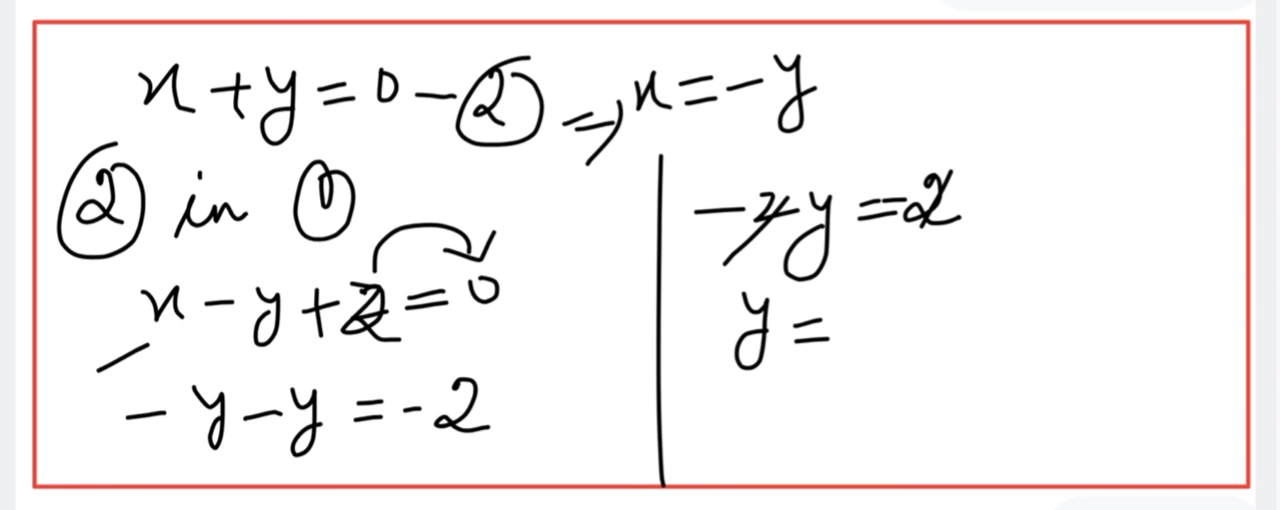 x + y = 0 - ② ⇒ x = -y
② in ①
x - y + 2 = 0
- y - y = -2
-2y = -2
y =